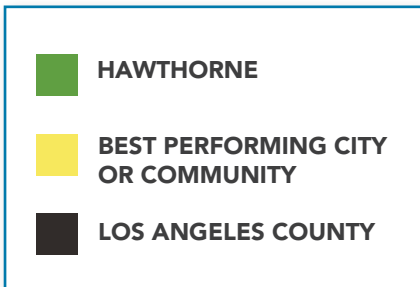 HAWTHORNE
BEST PERFORMING CITY
OR COMMUNITY
LOS ANGELES COUNTY